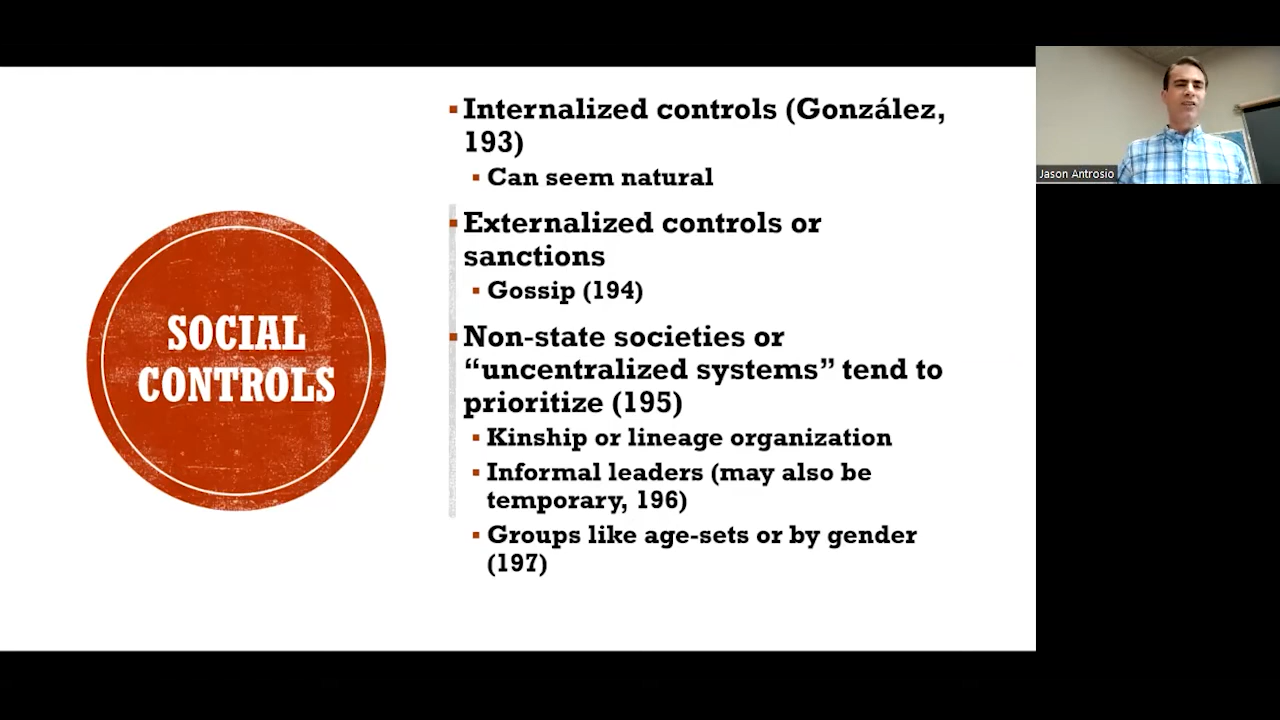 SOCIAL
CONTROLS
▪ Internalized controls (González,
193)
▪ Can seem natural
▪ Externalized controls or
sanctions
▪ Gossip (194)
▪ Non-state societies or
“uncentralized systems” tend to
prioritize (195)
▪ Kinship or lineage organization
▪ Informal leaders (may also be
temporary, 196)
▪ Groups like age-sets or by gender
(197)
Jason Antrosio